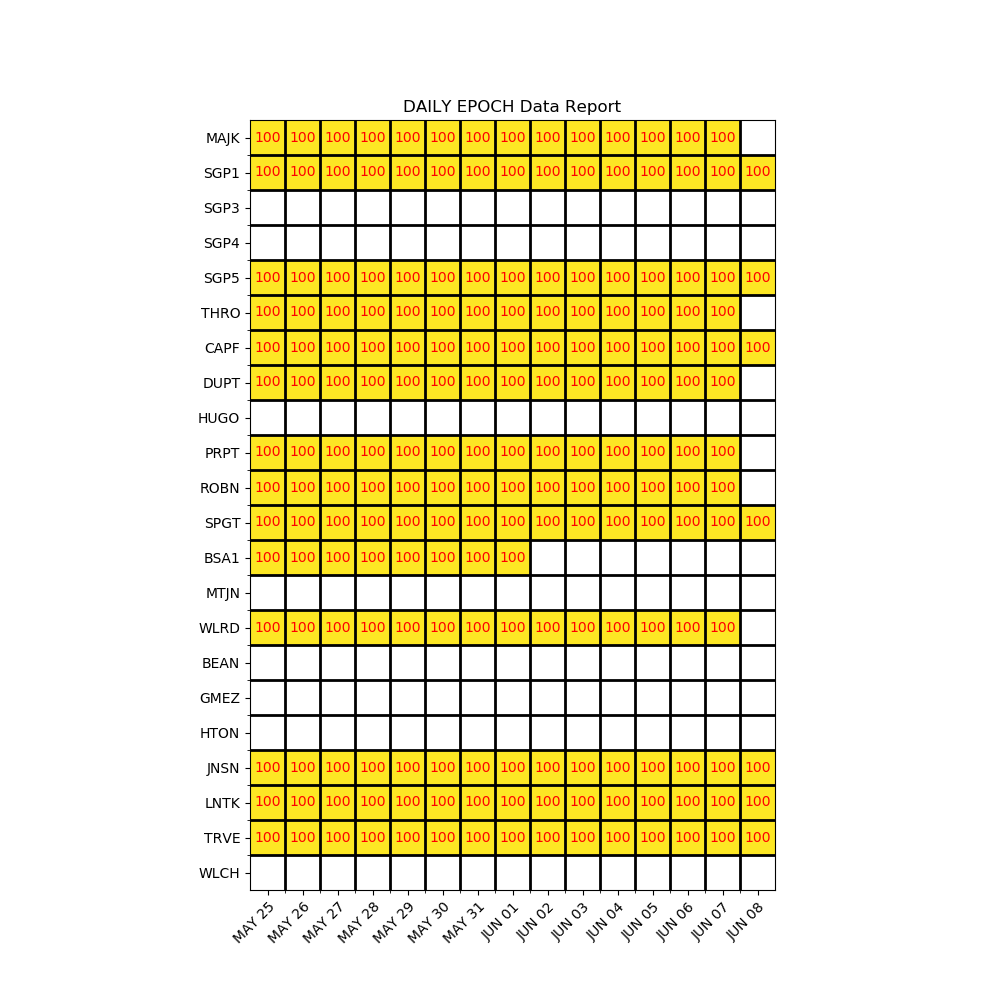 DAILY EPOCH Data Report
MAJK 100 100 100 100 100 100 100 100 100 100 100 100 100 100
SGP1 100 100 100 100 100 100 100 100 100 100 100 100 100 100 100
SGP3
SGP4
SGP5 100 100 100 100 100 100 100 100 100 100 100 100 100 100 100
THRO 100 100 100 100 100 100 100 100 100 100 100 100 100 100
CAPF 100 100 100 100 100 100 100 100 100 100 100 100 100 100 100
DUPT 100 100 100 100 100 100 100 100 100 100 100 100 100 100
HUGO
PRPT 100 100 100 100 100 100 100 100 100 100 100 100 100 100
ROBN 100 100 100 100 100 100 100 100 100 100 100 100 100 100
SPGT 100 100 100 100 100 100 100 100 100 100 100 100 100 100 100
BSA1 100 100 100 100 100 100 100 100
MTJN
WLRD 100 100 100 100 100 100 100 100 100 100 100 100 100 100
BEAN
GMEZ
HTON
JNSN 100 100 100 100 100 100 100 100 100 100 100 100 100 100 100
LNTK 100 100 100 100 100 100 100 100 100 100 100 100 100 100 100
TRVE 100 100 100 100 100 100 100 100 100 100 100 100 100 100 100
WLCH
MAY 25 MAY 26 MAY 27 MAY 28 MAY 29 MAY 30 MAY 31 JUN 01 JUN 02 JUN 03 JUN 04 JUN 05 JUN 06 JUN 07 JUN 08